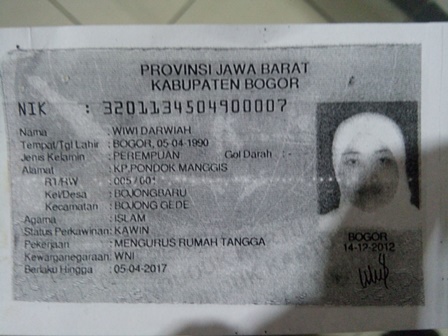 PROVINSI JAWA BARAT
KABUPATEN BOGOR
NIK : 3201134504900007
Nama : WIWI DARWIAH
Tempat/Tgl Lahir : BOGOR, 05-04-1990
Jenis Kelamin : PEREMPUAN Gol Darah : -
Alamat : KP PONDOK MANGGIS
RT/RW : 005 /
Kel/Desa : BOJONGBARU
Kecamatan : BOJONG GEDE
Agama : ISLAM
Status Perkawinan: KAWIN
Pekerjaan : MENGURUS RUMAH TANGGA
Kewarganegaraan: WNI
Berlaku Hingga : 05-04-2017
BOGOR
14-12-2012